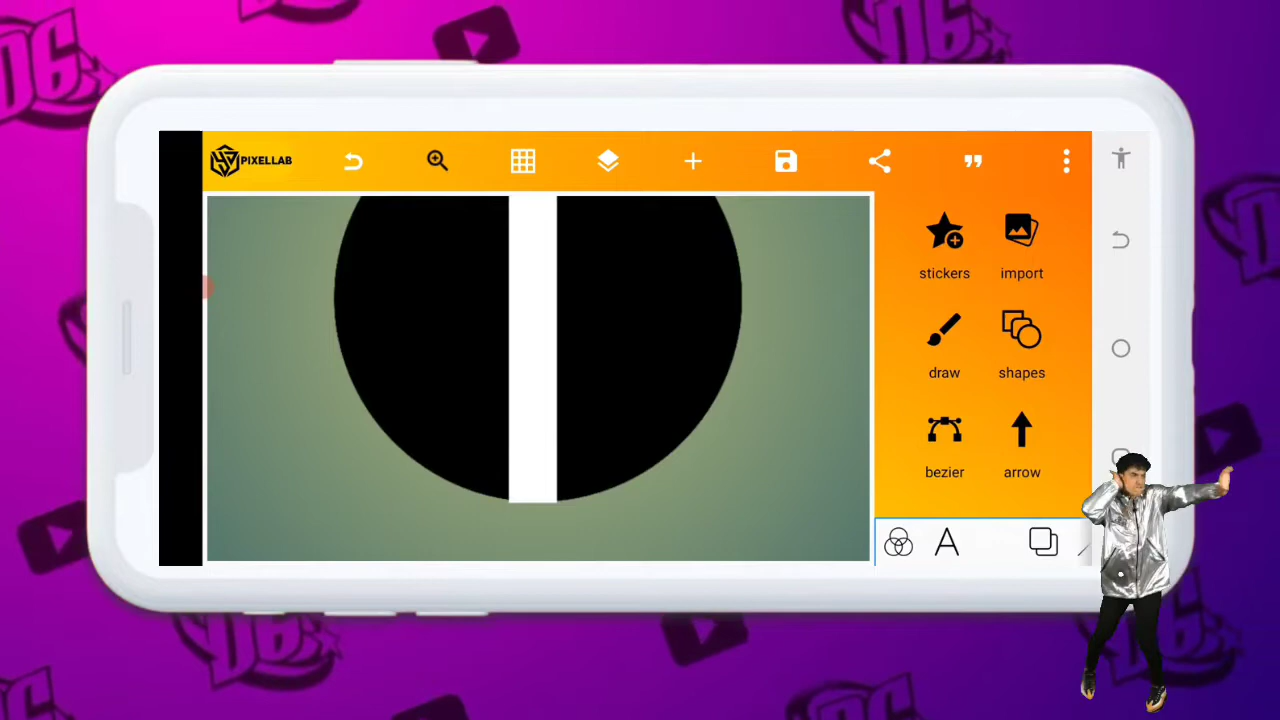 PIXELLAB
stickers
import
draw
shapes
bezier
arrow
A